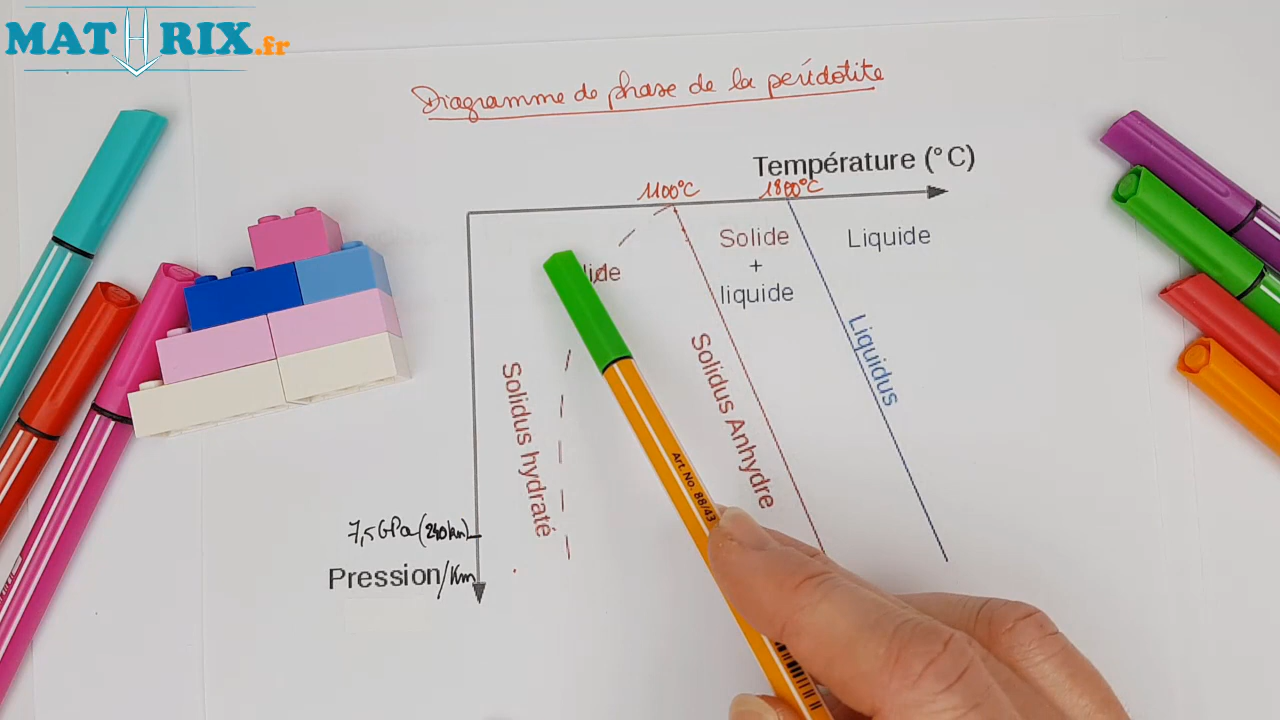 MATHRIX.fr
Diagramme de phase de la péridotite
Température (°C)
1100°C
1800°C
Solide
+
liquide
Liquide
lide
Solidus hydraté
Solidus Anhydre
Liquidus
Art. No. 88/43
7,5 GPa (240km)
Pression/Km